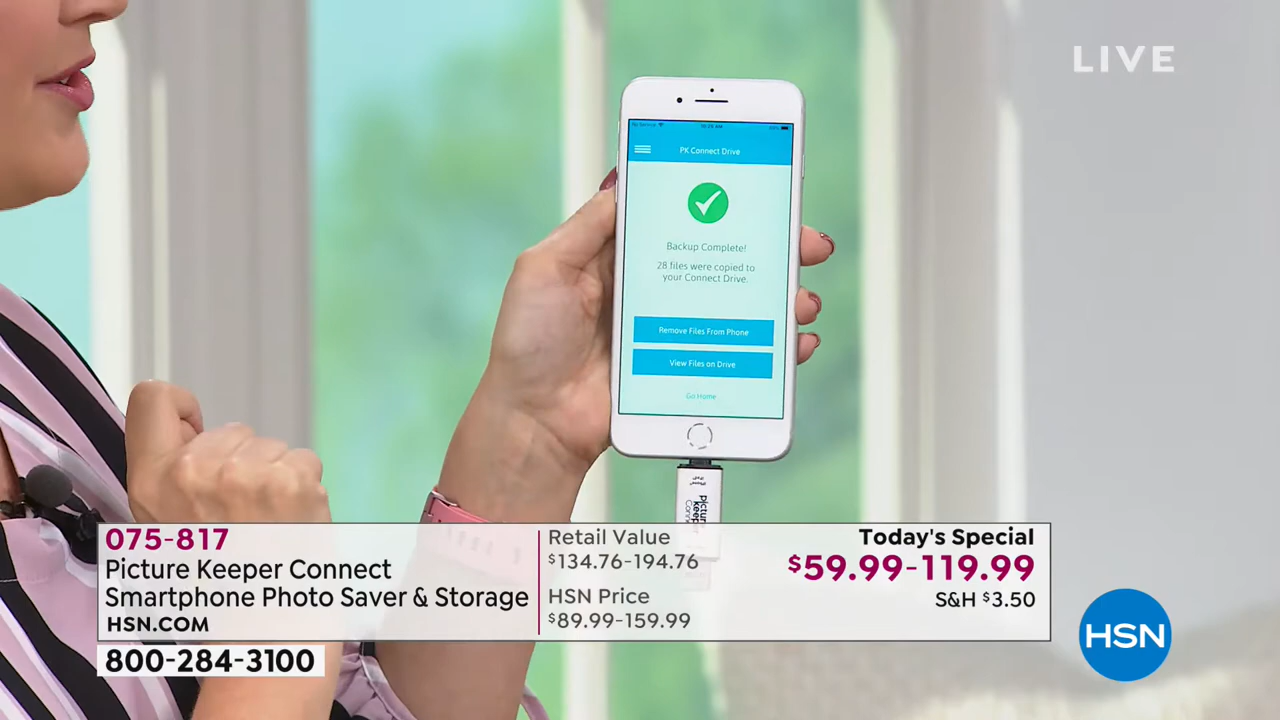 LIVE
PK Connect Drive
Backup Complete!
28 files were copied to
your Connect Drive.
Remove Files From Phone
View Files on Drive
Go Home
picture
keeper
075-817
Picture Keeper Connect
Smartphone Photo Saver & Storage
HSN.COM
Retail Value
$134.76-194.76
HSN Price
$89.99-159.99
Today's Special
$59.99-119.99
S&H $3.50
800-284-3100
HSN